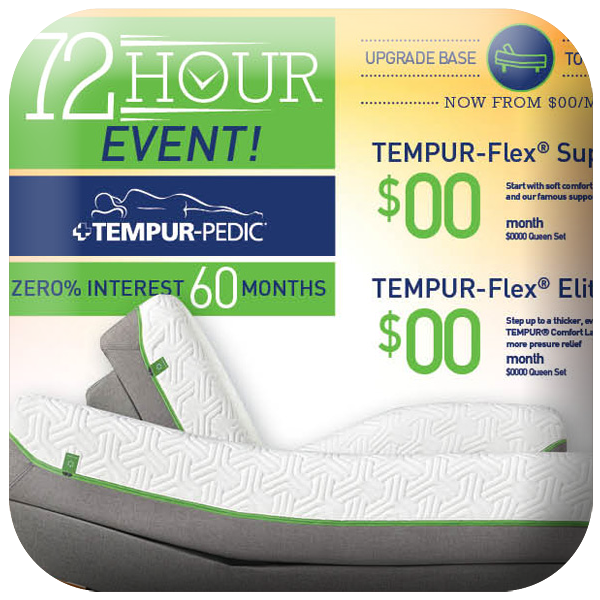 72 HOUR
EVENT!
TEMPUR-PEDIC®
ZERO% INTEREST 60 MONTHS
UPGRADE BASE TO
NOW FROM $00/M
TEMPUR-Flex® Sup
$00
Start with soft comfort
and our famous suppo
month
$0000 Queen Set
TEMPUR-Flex® Elit
$00
Step up to a thicker, ev
TEMPUR® Comfort La
more presure relief
month
$0000 Queen Set